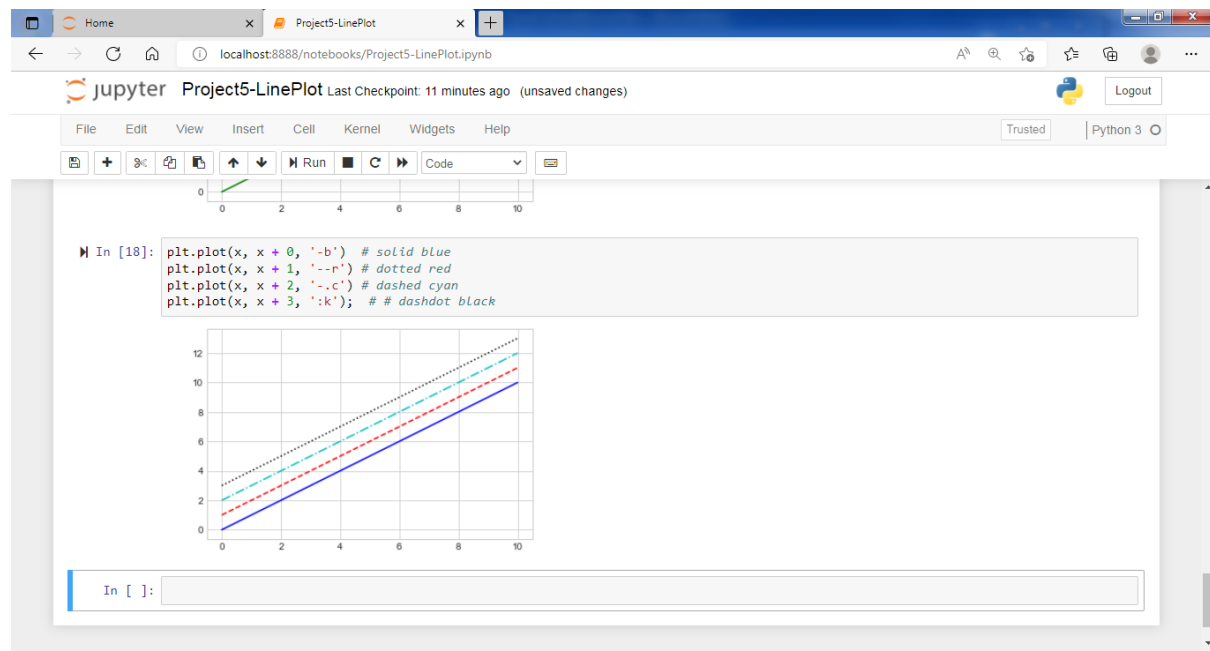 Home
Project5-LinePlot
localhost:8888/notebooks/Project5-LinePlot.ipynb
jupyter Project5-LinePlot Last Checkpoint: 11 minutes ago (unsaved changes)
Logout
File Edit View Insert Cell Kernel Widgets Help
Trusted
Python 3
Run
Code
0
0 2 4 6 8 10
In [18]: plt.plot(x, x + 0, '-b')  # solid blue
plt.plot(x, x + 1, '--r') # dotted red
plt.plot(x, x + 2, '-.c') # dashed cyan
plt.plot(x, x + 3, ':k');  # # dashdot black
12
10
8
6
4
2
0
0 2 4 6 8 10
In [ ]: